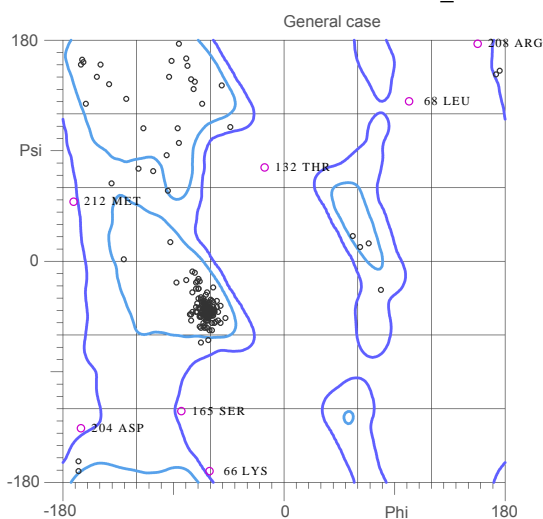 General case
180
208 ARG
68 LEU
Psi
132 THR
212 MET
0
165 SER
204 ASP
66 LYS
-180
-180
0
Phi
180